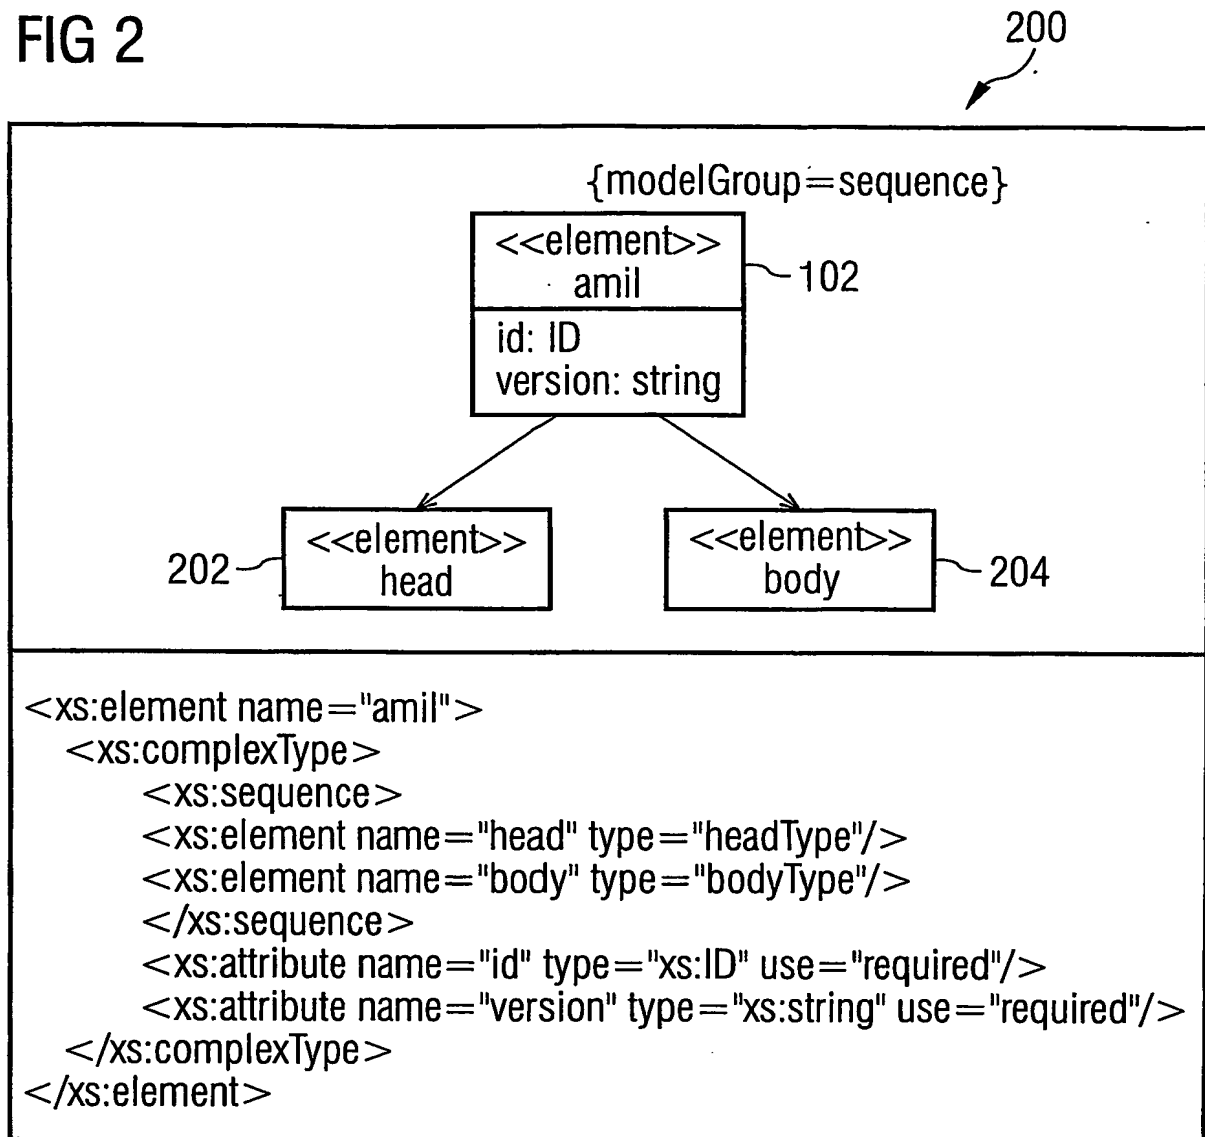 FIG 2
200
{modelGroup=sequence}
<<element>>
amil
102
id: ID
version: string
<<element>>
head
202
<<element>>
body
204
<xs:element name="amil">
<xs:complexType>
<xs:sequence>
<xs:element name="head" type="headType"/>
<xs:element name="body" type="bodyType"/>
</xs:sequence>
<xs:attribute name="id" type="xs:ID" use="required"/>
<xs:attribute name="version" type="xs:string" use="required"/>
</xs:complexType>
</xs:element>